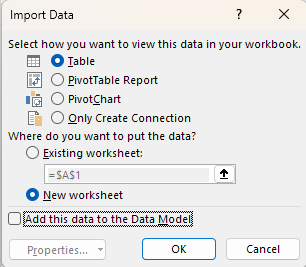 Import Data
?
Select how you want to view this data in your workbook.
Table
PivotTable Report
PivotChart
Only Create Connection
Where do you want to put the data?
Existing worksheet:
=$A$1
New worksheet
Add this data to the Data Model
Properties...
OK
Cancel